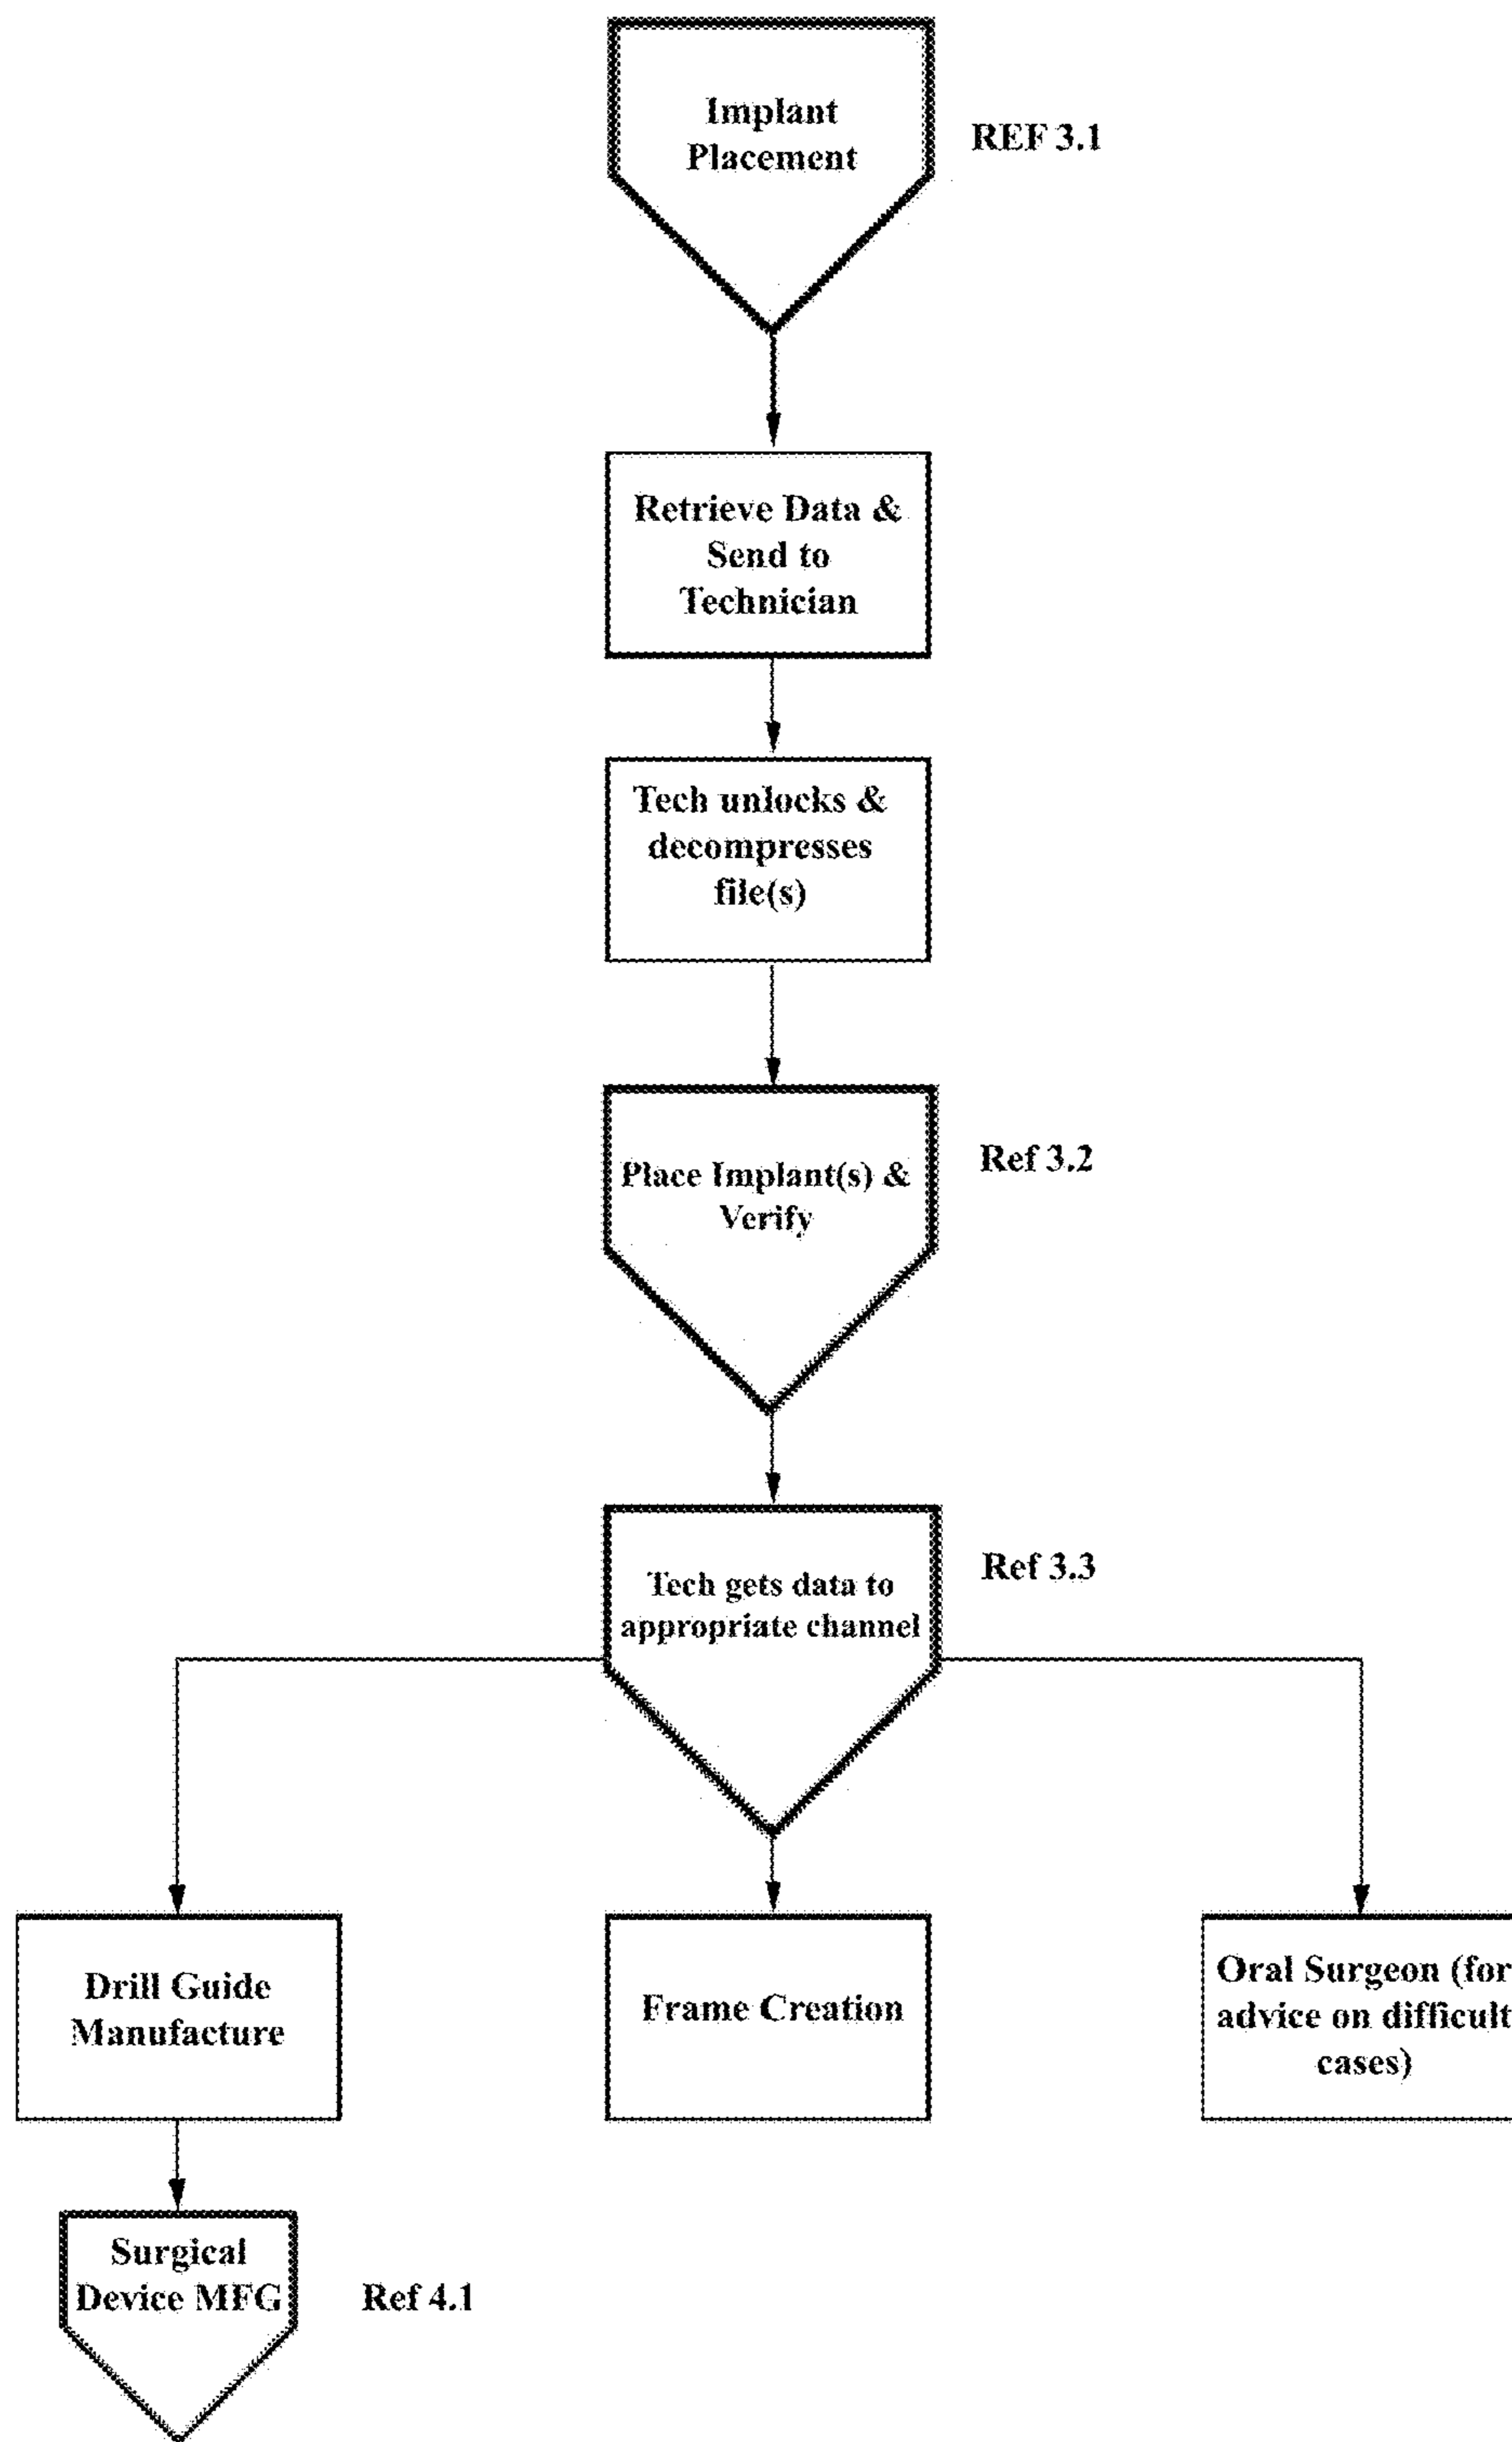 Implant
Placement
REF 3.1
Retrieve Data &
Send to
Technician
Tech unlocks &
decompresses
file(s)
Place Implant(s) &
Verify
Ref 3.2
Tech gets data to
appropriate channel
Ref 3.3
Drill Guide
Manufacture
Frame Creation
Oral Surgeon (for
advice on difficult
cases)
Surgical
Device MFG
Ref 4.1